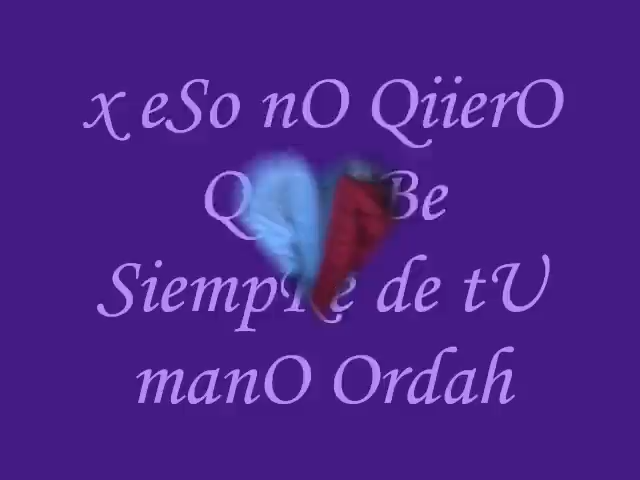 x eSo nO QiierO
Be
SiempRe de tU
manO Ordah